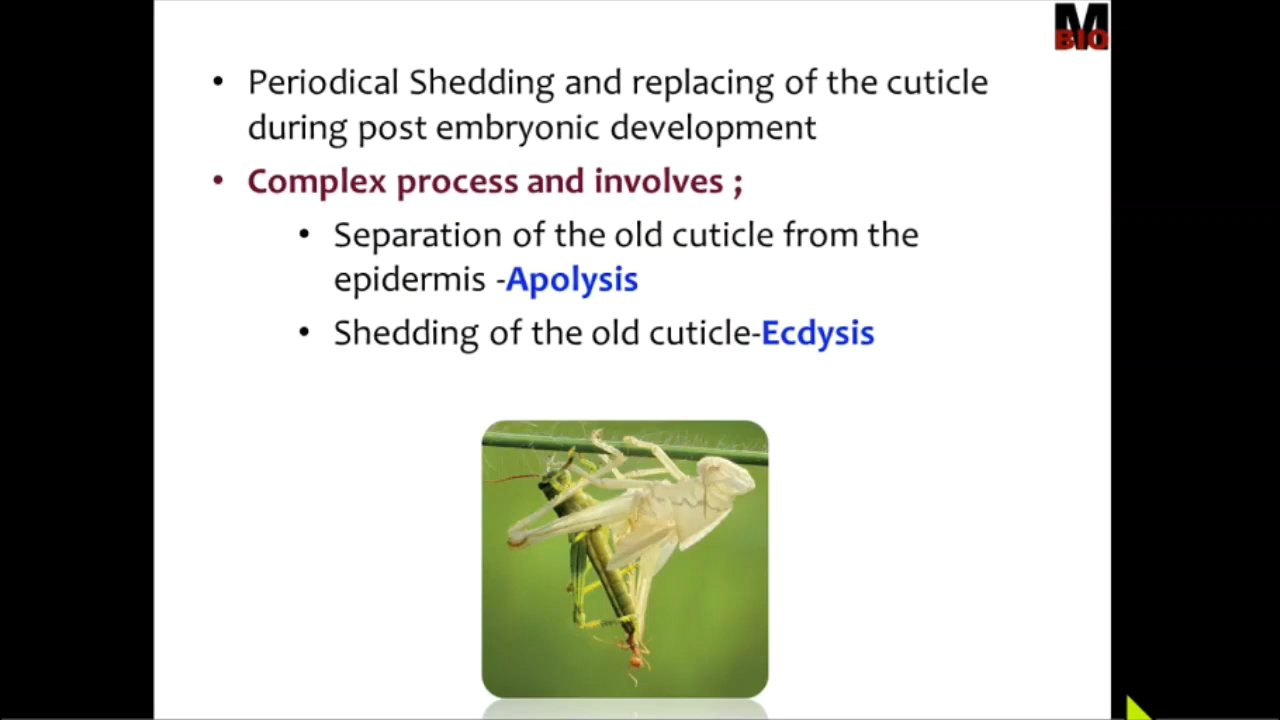 M
BIO
• Periodical Shedding and replacing of the cuticle
during post embryonic development
• Complex process and involves ;
• Separation of the old cuticle from the
epidermis -Apolysis
• Shedding of the old cuticle-Ecdysis